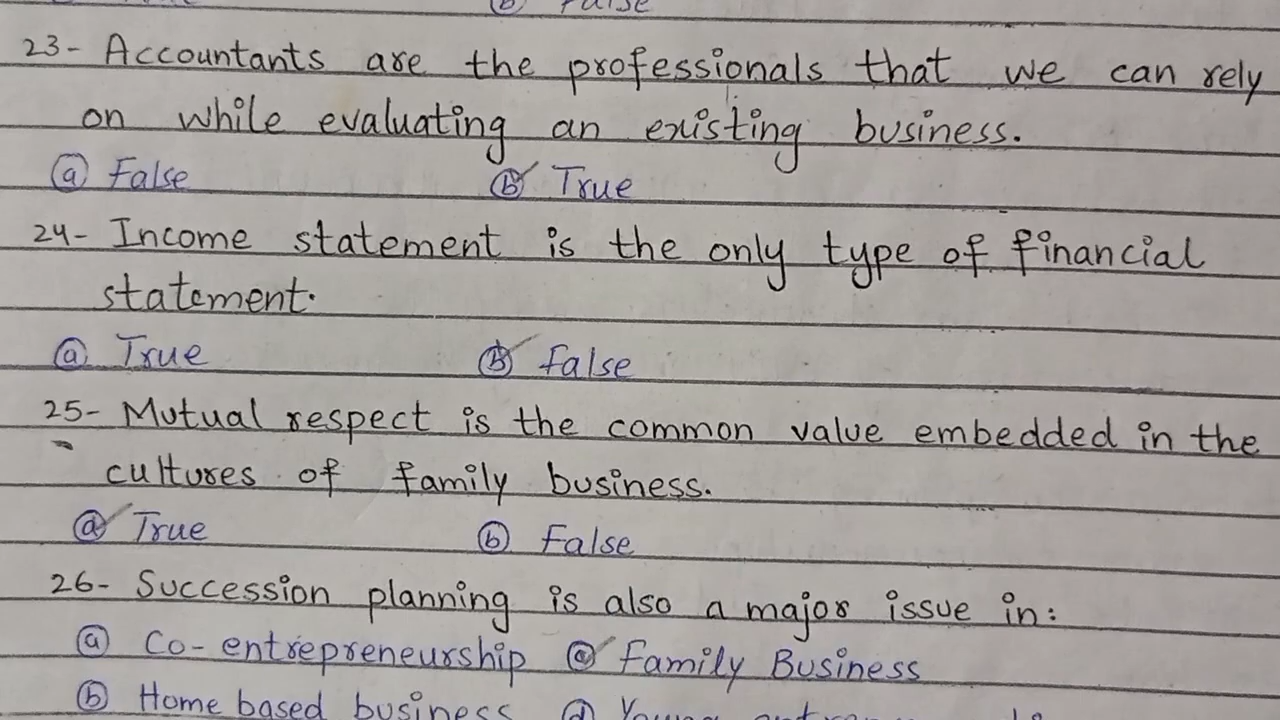 b False
23- Accountants are the professionals that we can rely
on while evaluating an existing business.
a False b True
24- Income statement is the only type of financial
statement.
a True b False
25- Mutual respect is the common value embedded in the
cultures of family business.
a True b False
26- Succession planning is also a major issue in:
a Co-entrepreneurship c Family Business
b Home based business d